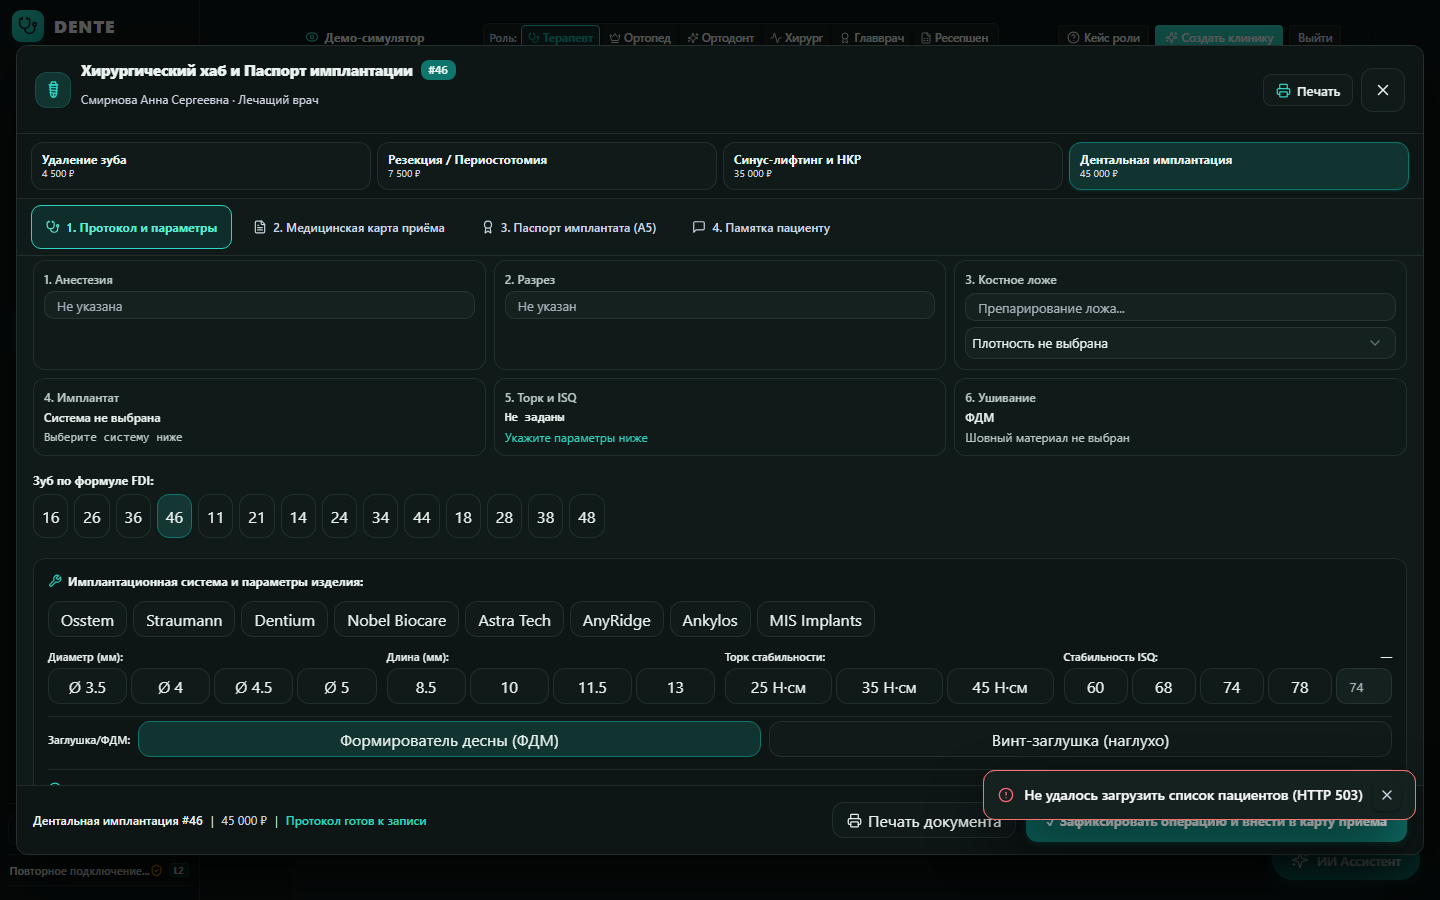 DENTE
Демо-симулятор
Роль: Терапевт Ортопед Ортодонт Хирург Главврач Ресепшен
Кейс роли Создать клинику Выйти
Хирургический хаб и Паспорт имплантации #46
Смирнова Анна Сергеевна · Лечащий врач
Печать
Удаление зуба
4 500 ₽
Резекция / Периостотомия
7 500 ₽
Синус-лифтинг и НКР
35 000 ₽
Дентальная имплантация
45 000 ₽
1. Протокол и параметры
2. Медицинская карта приёма
3. Паспорт имплантата (А5)
4. Памятка пациенту
1. Анестезия
Не указана
2. Разрез
Не указан
3. Костное ложе
Препарирование ложа...
Плотность не выбрана
4. Имплантат
Система не выбрана
Выберите систему ниже
5. Торк и ISQ
Не заданы
Укажите параметры ниже
6. Ушивание
ФДМ
Шовный материал не выбран
Зуб по формуле FDI:
16 26 36 46 11 21 14 24 34 44 18 28 38 48
Имплантационная система и параметры изделия:
Osstem Straumann Dentium Nobel Biocare Astra Tech AnyRidge Ankylos MIS Implants
Диаметр (мм):
Ø 3.5 Ø 4 Ø 4.5 Ø 5
Длина (мм):
8.5 10 11.5 13
Торк стабильности:
25 Н·см 35 Н·см 45 Н·см
Стабильность ISQ: —
60 68 74 78 74
Заглушка/ФДМ: Формирователь десны (ФДМ) Винт-заглушка (наглухо)
Не удалось загрузить список пациентов (HTTP 503)
Дентальная имплантация #46 | 45 000 ₽ | Протокол готов к записи
Печать документа
✓ Зафиксировать операцию и внести в карту приёма
Повторное подключение... L2
ИИ Ассистент